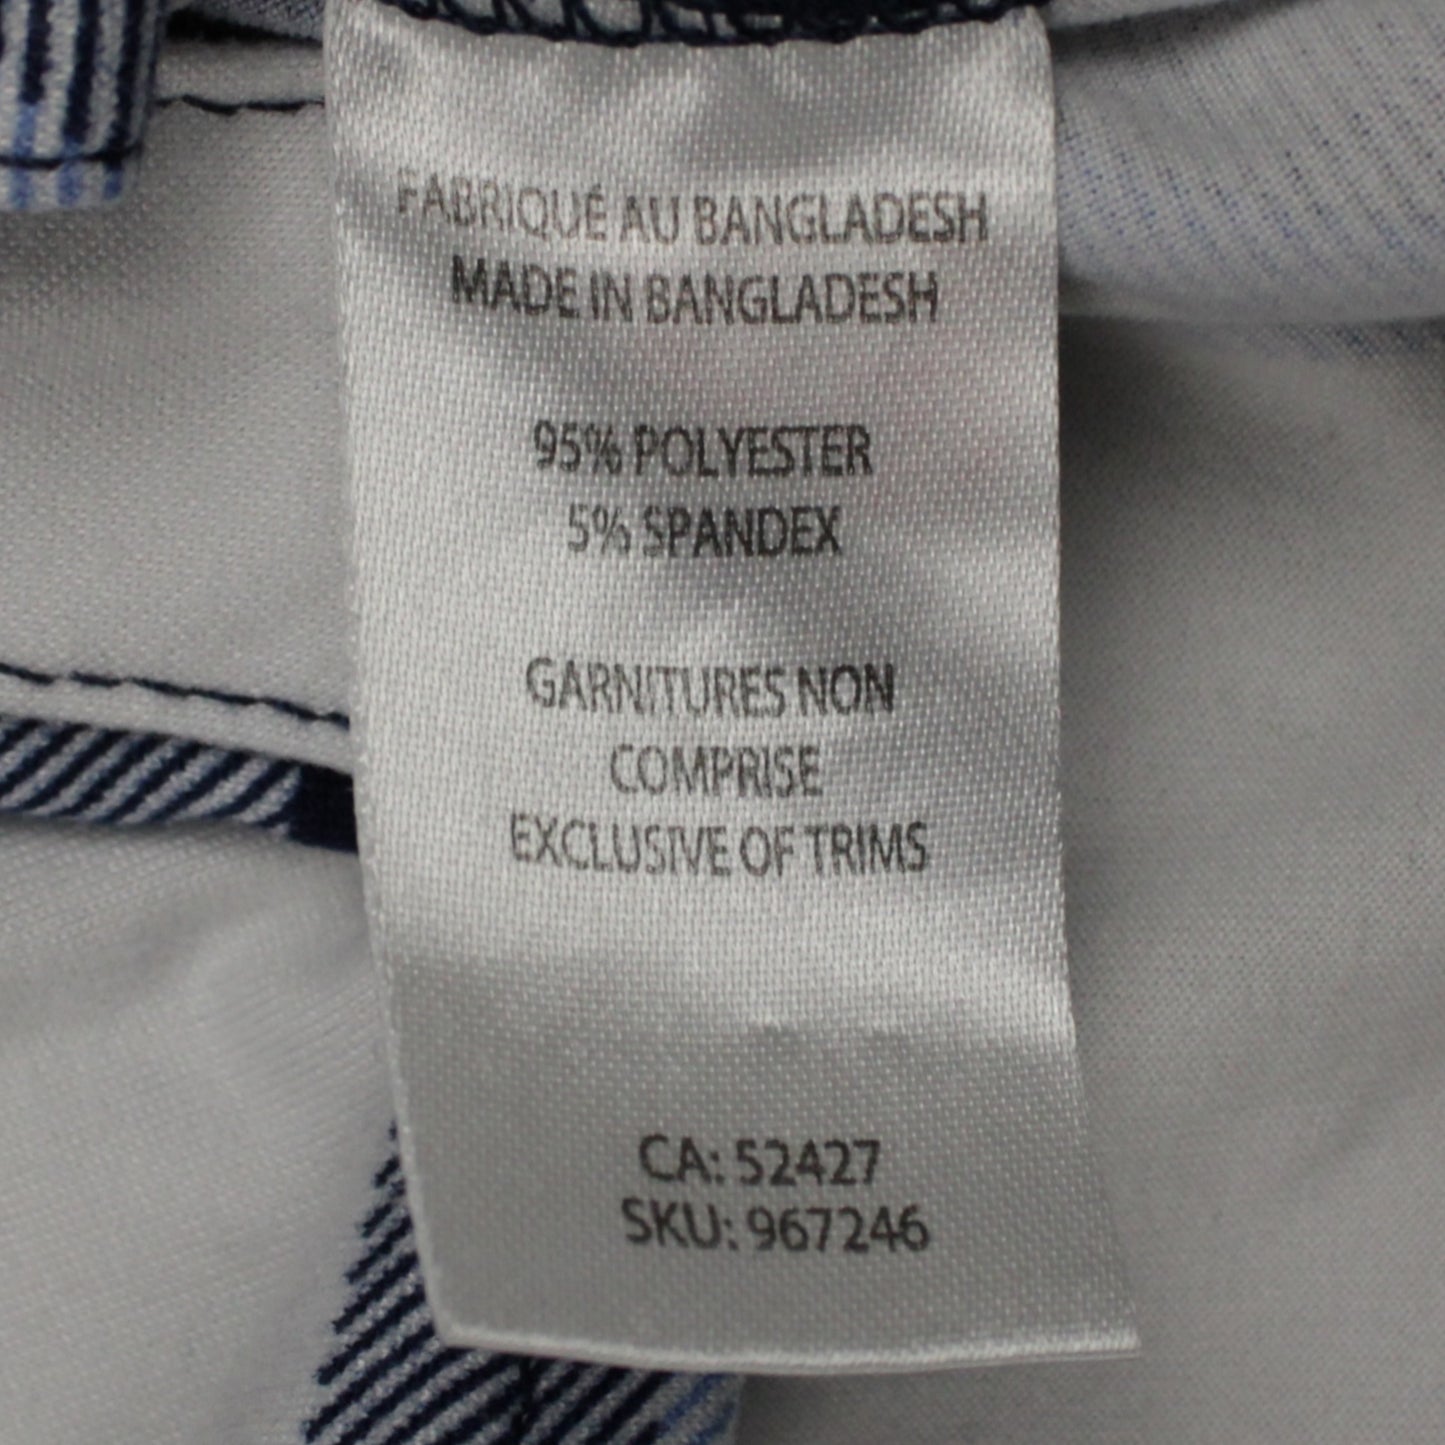 FABRIQUÉ AU BANGLADESH
MADE IN BANGLADESH
95% POLYESTER
5% SPANDEX
GARNITURES NON
COMPRISE
EXCLUSIVE OF TRIMS
CA: 52427
SKU: 967246